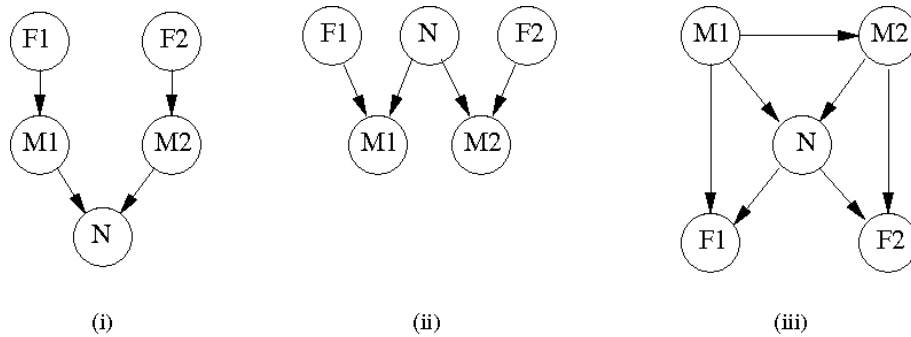 F1 F2 F1 N F2 M1 M2
M1 M2 M1 M2 N
N F1 F2
(i) (ii) (iii)